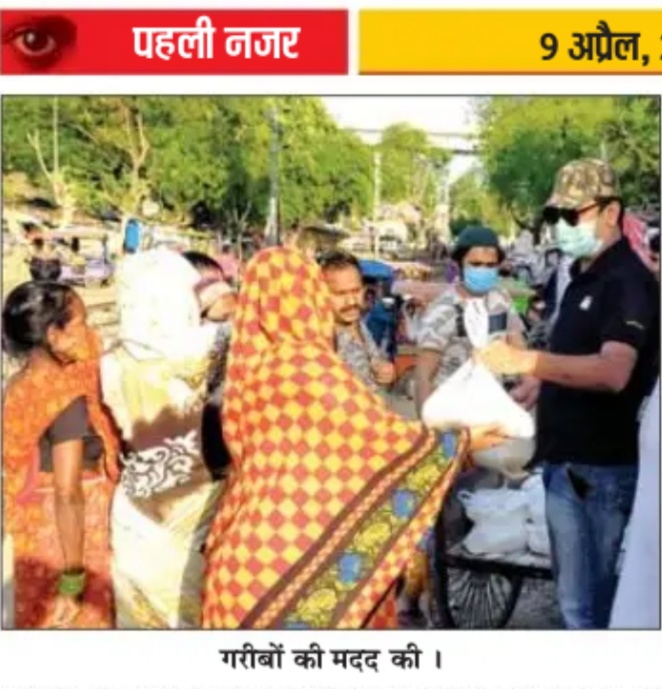 पहली नजर
9 अप्रैल,
गरीबों की मदद की ।